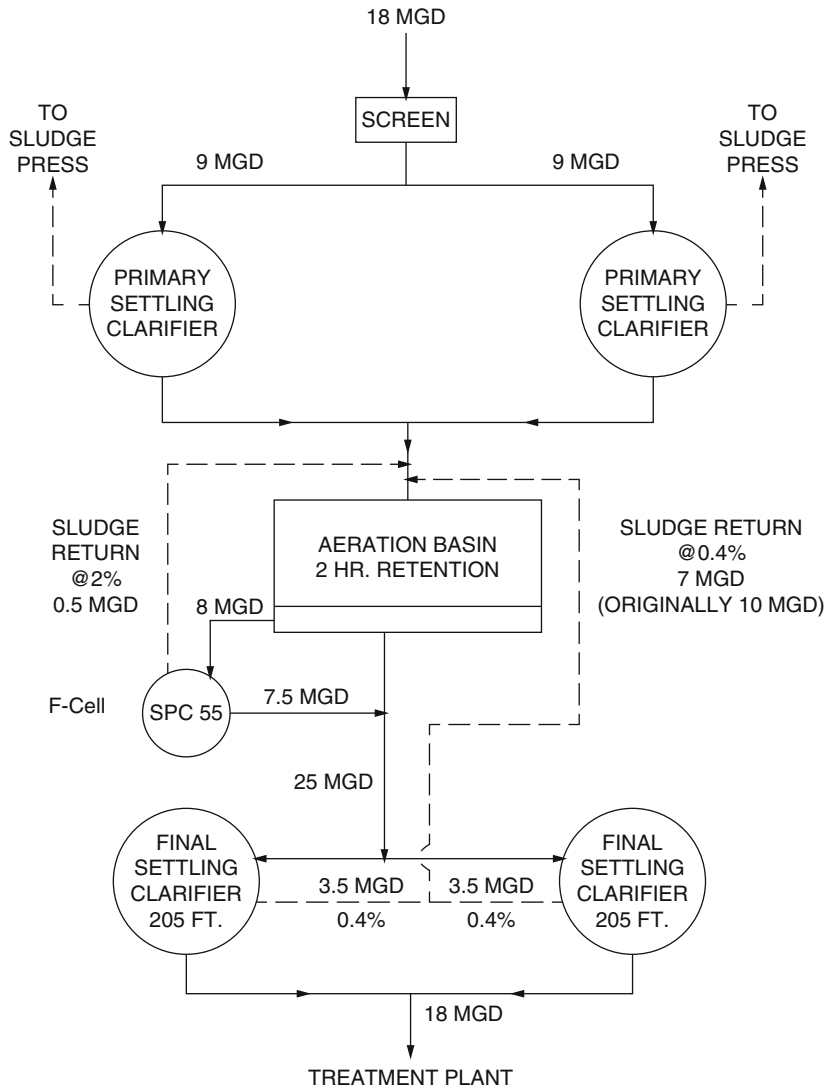 18 MGD
SCREEN
TO
SLUDGE
PRESS
TO
SLUDGE
PRESS
9 MGD
9 MGD
PRIMARY
SETTLING
CLARIFIER
PRIMARY
SETTLING
CLARIFIER
SLUDGE
RETURN
@2%
0.5 MGD
AERATION BASIN
2 HR. RETENTION
SLUDGE RETURN
@0.4%
7 MGD
(ORIGINALLY 10 MGD)
8 MGD
F-Cell
SPC 55
7.5 MGD
25 MGD
FINAL
SETTLING
CLARIFIER
205 FT.
3.5 MGD
0.4%
3.5 MGD
0.4%
FINAL
SETTLING
CLARIFIER
205 FT.
18 MGD
TREATMENT PLANT